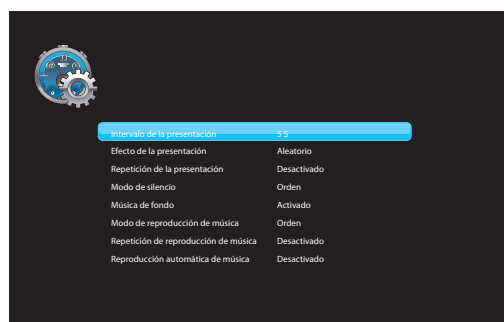 Intervalo de la presentación 5 S
Efecto de la presentación Aleatorio
Repetición de la presentación Desactivado
Modo de silencio Orden
Música de fondo Activado
Modo de reproducción de música Orden
Repetición de reproducción de música Desactivado
Reproducción automática de música Desactivado